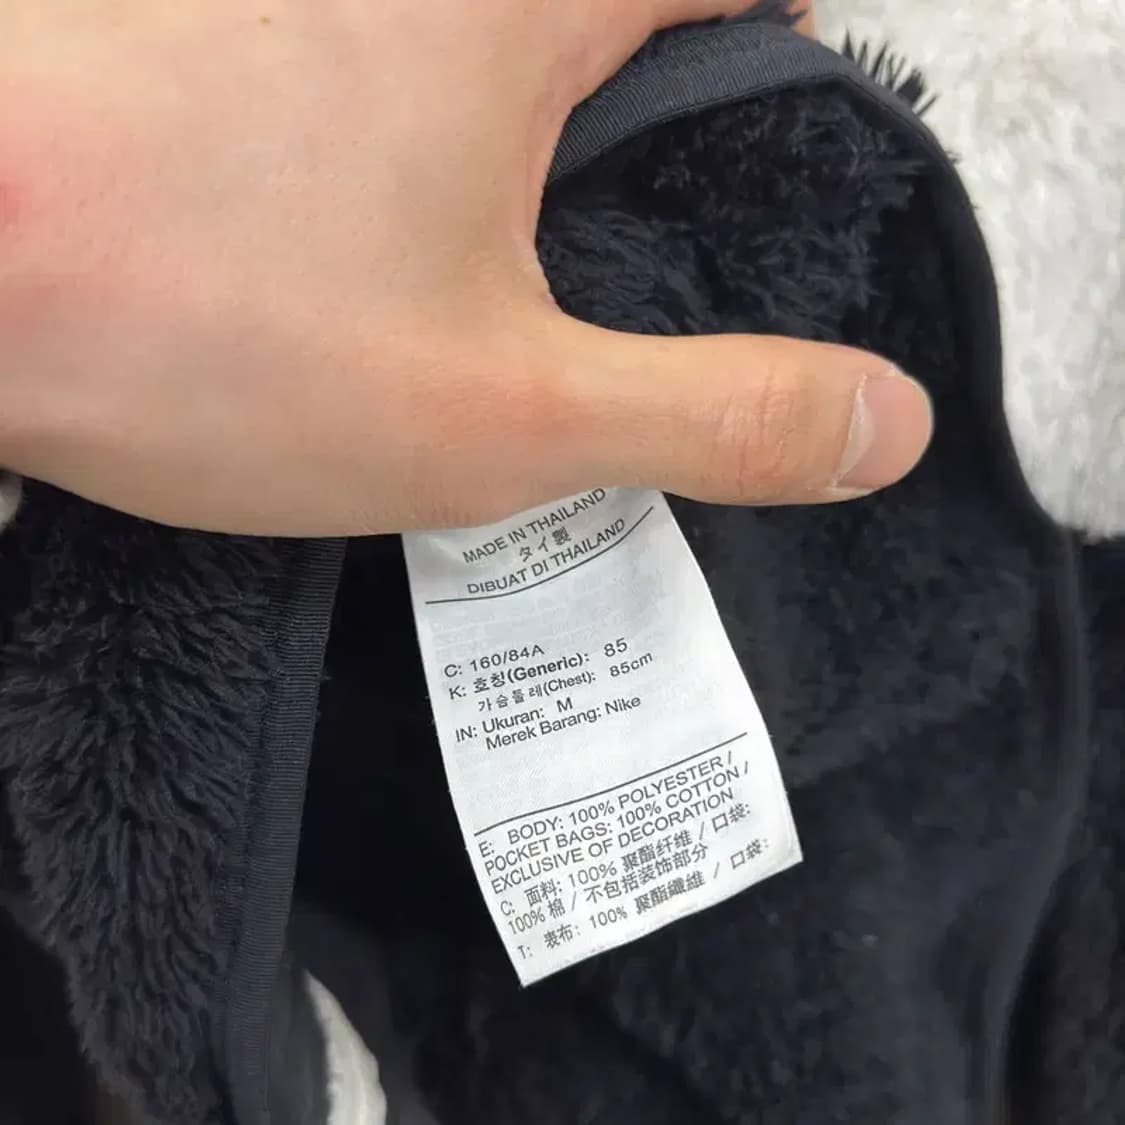 MADE IN THAILAND
タイ製
DIBUAT DI THAILAND
C: 160/84A
K: 호칭(Generic): 85
가슴둘레(Chest): 85cm
IN: Ukuran: M
Merek Barang: Nike
E: BODY: 100% POLYESTER /
POCKET BAGS: 100% COTTON /
EXCLUSIVE OF DECORATION
C: 面料: 100% 聚酯纤维 / 口袋:
100% 棉 / 不包括装饰部分
T: 表布: 100% 聚酯纖維 / 口袋: